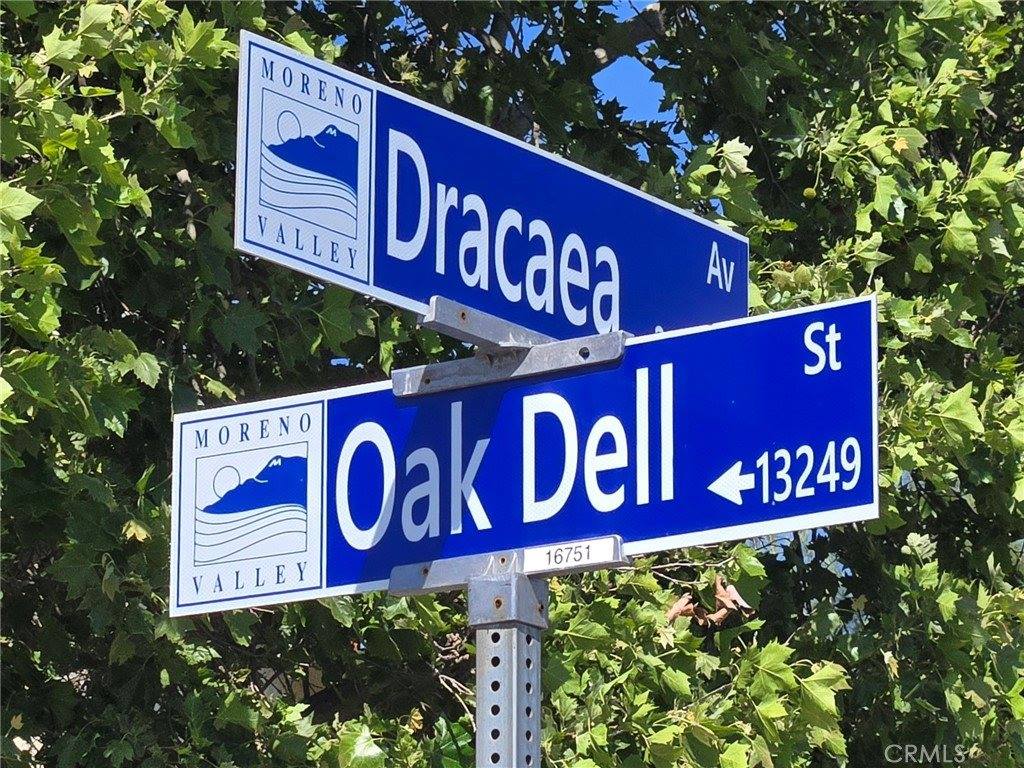 MORENO
VALLEY
Dracaea Av
MORENO
VALLEY
Oak Dell St
13249
16751
CRMLS